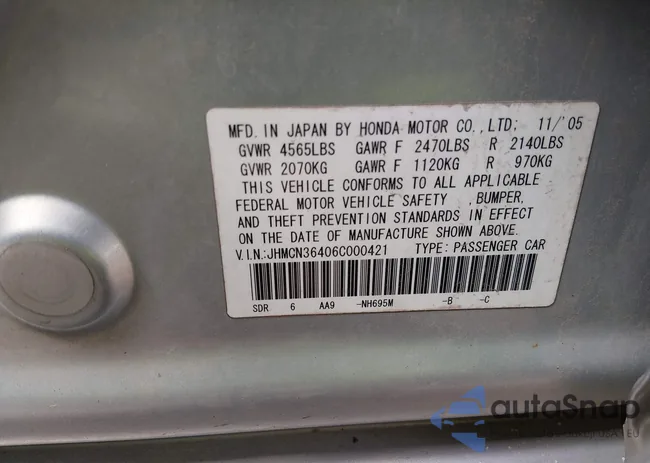 MFD. IN JAPAN BY HONDA MOTOR CO.,LTD; 11/'05
GVWR 4565LBS GAWR F 2470LBS R 2140LBS
GVWR 2070KG GAWR F 1120KG R 970KG
THIS VEHICLE CONFORMS TO ALL APPLICABLE
FEDERAL MOTOR VEHICLE SAFETY ,BUMPER,
AND THEFT PREVENTION STANDARDS IN EFFECT
ON THE DATE OF MANUFACTURE SHOWN ABOVE.
V.I.N.:JHMCN36406C000421 TYPE: PASSENGER CAR
SDR 6 AA9 -NH695M -B -C
autoSnap